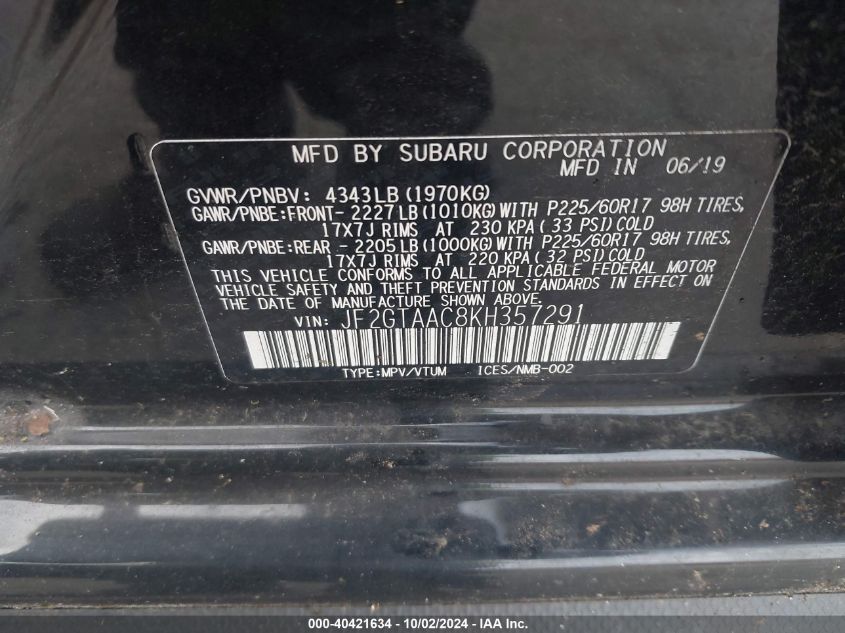 MFD BY SUBARU CORPORATION
MFD IN 06/19
GVWR/PNBV: 4343LB(1970KG)
GAWR/PNBE:FRONT-2227LB(1010KG)WITH P225/60R17 98H TIRES,
17X7J RIMS AT 230 KPA(33 PSI)COLD
GAWR/PNBE:REAR -2205LB(1000KG)WITH P225/60R17 98H TIRES,
17X7J RIMS AT 220 KPA(32 PSI)COLD
THIS VEHICLE CONFORMS TO ALL APPLICABLE FEDERAL MOTOR
VEHICLE SAFETY AND THEFT PREVENTION STANDARDS IN EFFECT ON
THE DATE OF MANUFACTURE SHOWN ABOVE.
VIN: JF2GTAAC8KH357291
TYPE:MPV/VTUM ICES/NMB-002
000-40421634 - 10/02/2024 - IAA Inc.